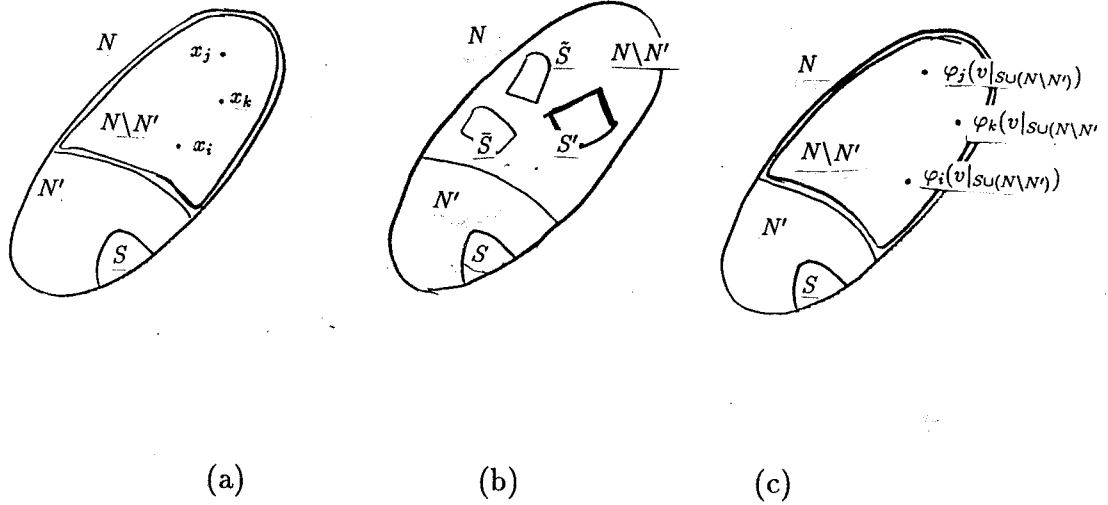 N
x_j
x_k
N\N'
x_i
N'
S
(a)
N
S̃
N\N'
S̄
S'
N'
S
(b)
N
φ_j(v|_{S∪(N\N')})
φ_k(v|_{S∪(N\N'
N\N'
φ_i(v|_{S∪(N\N')})
N'
S
(c)